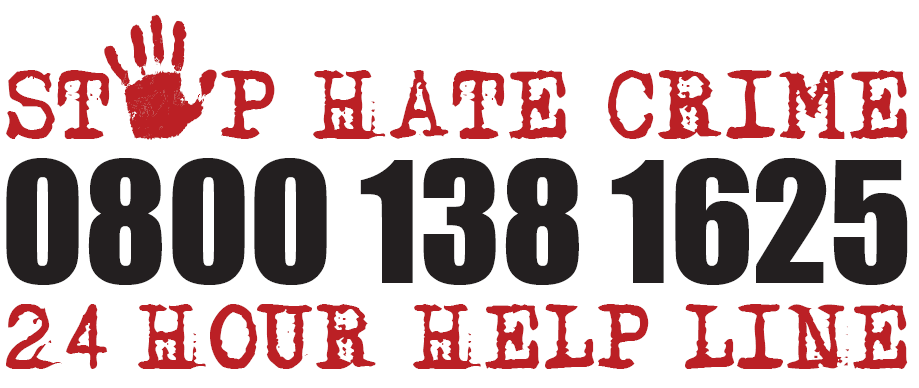 STOP HATE CRIME
0800 138 1625
24 HOUR HELP LINE